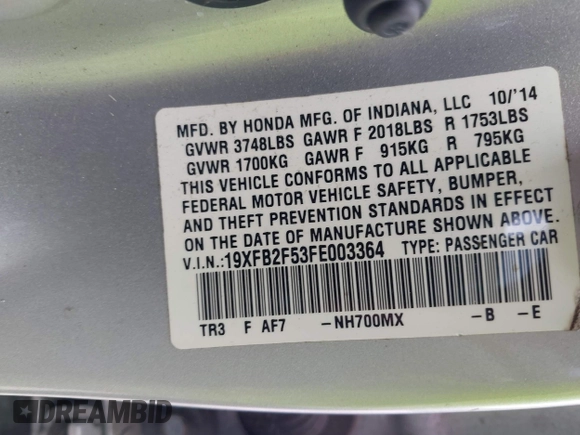 MFD. BY HONDA MFG. OF INDIANA, LLC 10/'14
GVWR 3748LBS GAWR F 2018LBS R 1753LBS
GVWR 1700KG GAWR F 915KG R 795KG
THIS VEHICLE CONFORMS TO ALL APPLICABLE
FEDERAL MOTOR VEHICLE SAFETY, BUMPER,
AND THEFT PREVENTION STANDARDS IN EFFECT
ON THE DATE OF MANUFACTURE SHOWN ABOVE.
V.I.N.:19XFB2F53FE003364 TYPE: PASSENGER CAR
TR3 F AF7 -NH700MX -B -E
DREAMBID